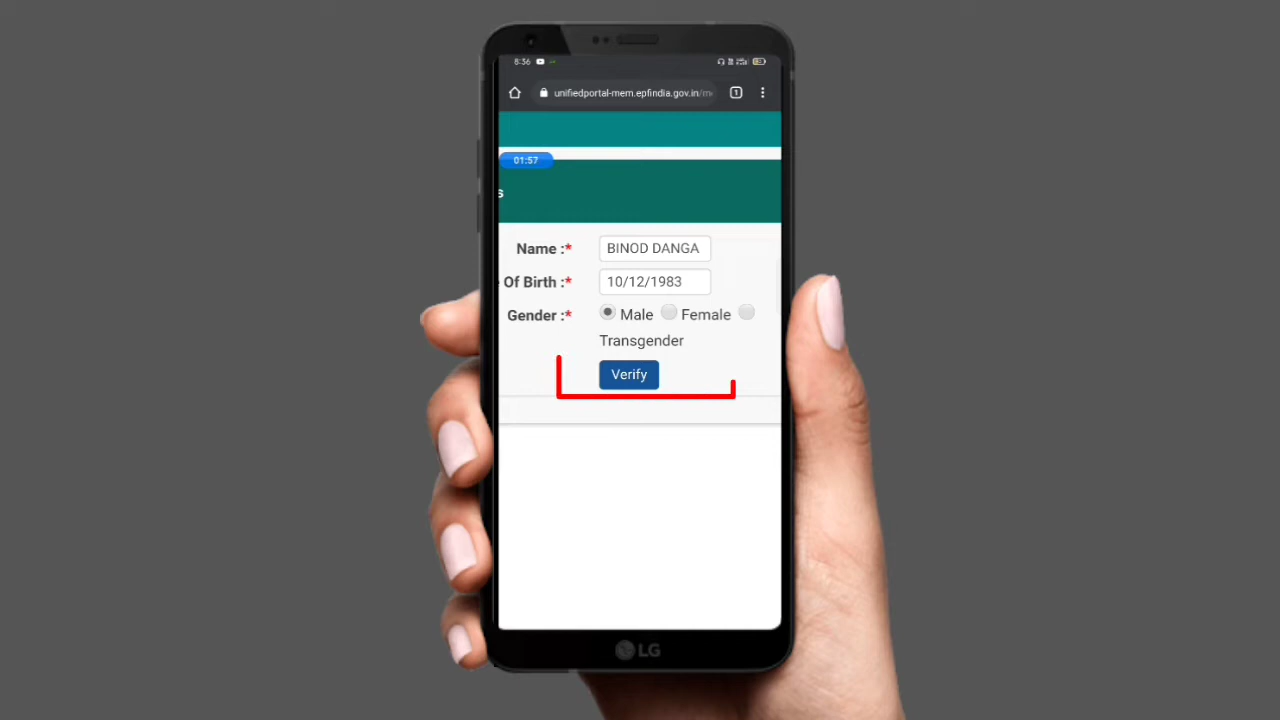 8:56
unifiedportal-mem.epfindia.gov.in/m
1
01:57
s
Name :* BINOD DANGA
Of Birth :* 10/12/1983
Gender :* Male Female
Transgender
Verify
LG